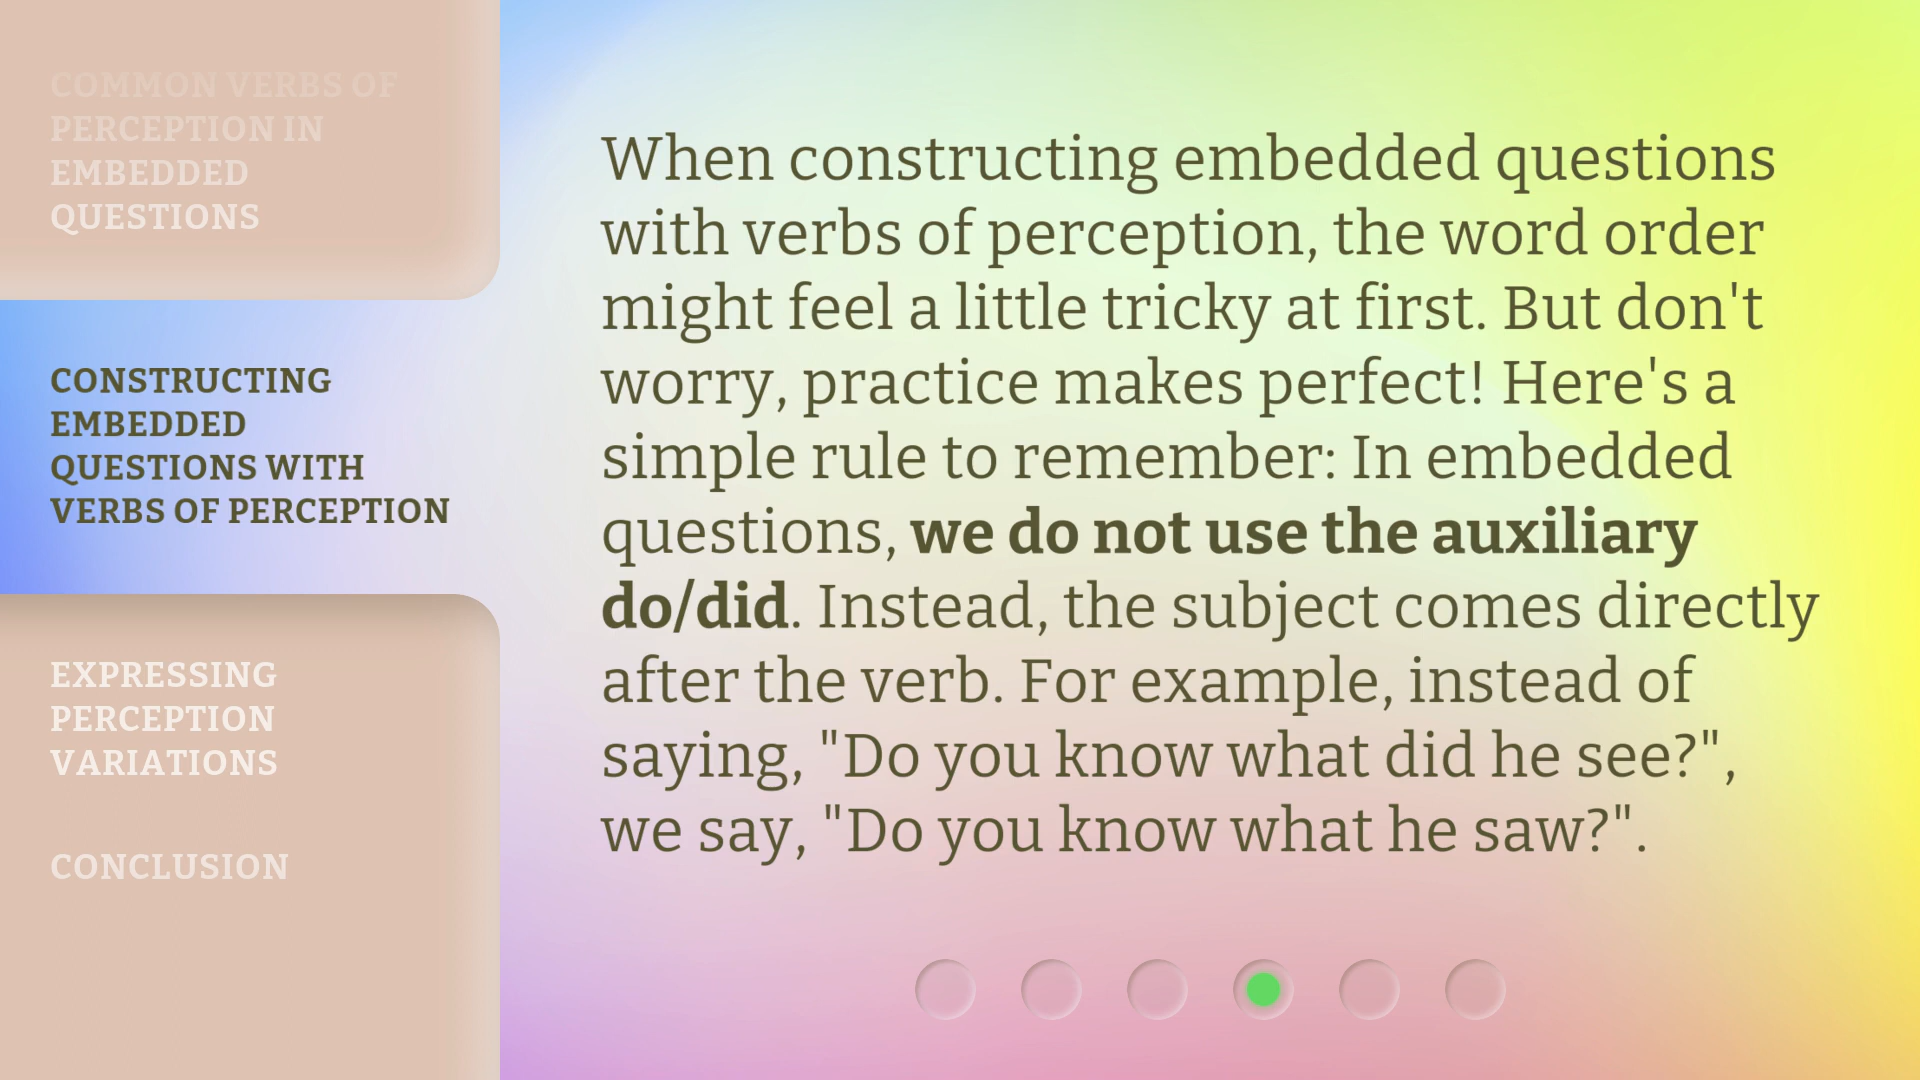 COMMON VERBS OF
PERCEPTION IN
EMBEDDED
QUESTIONS
CONSTRUCTING
EMBEDDED
QUESTIONS WITH
VERBS OF PERCEPTION
EXPRESSING
PERCEPTION
VARIATIONS
CONCLUSION
When constructing embedded questions
with verbs of perception, the word order
might feel a little tricky at first. But don't
worry, practice makes perfect! Here's a
simple rule to remember: In embedded
questions, we do not use the auxiliary
do/did. Instead, the subject comes directly
after the verb. For example, instead of
saying, "Do you know what did he see?",
we say, "Do you know what he saw?".